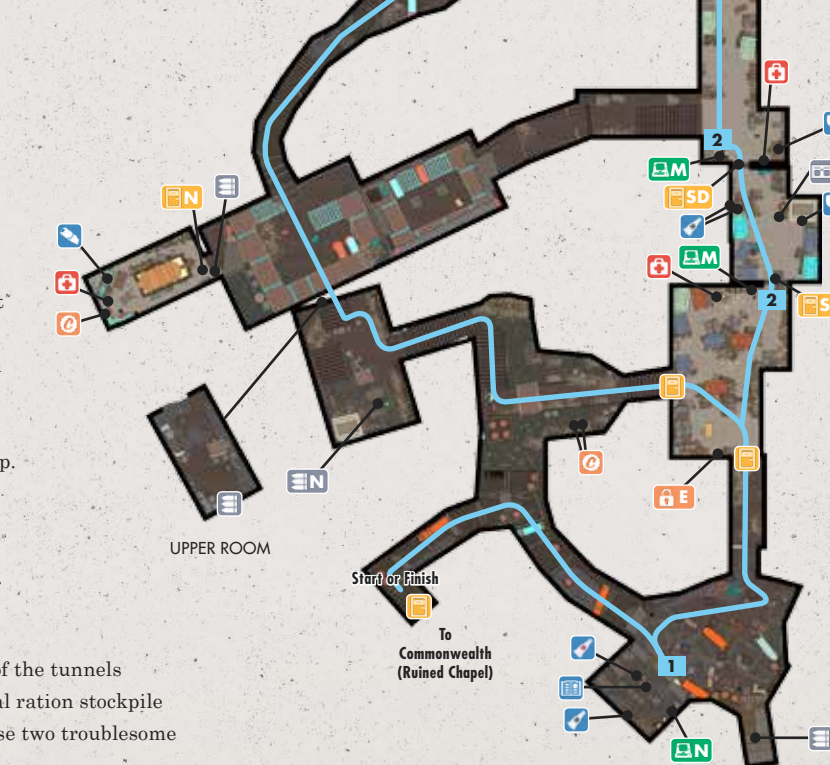 2
M
SD
N
M
2
E
N
UPPER ROOM
Start or Finish
To
Commonwealth
(Ruined Chapel)
1
N
p.
of the tunnels
al ration stockpile
se two troublesome